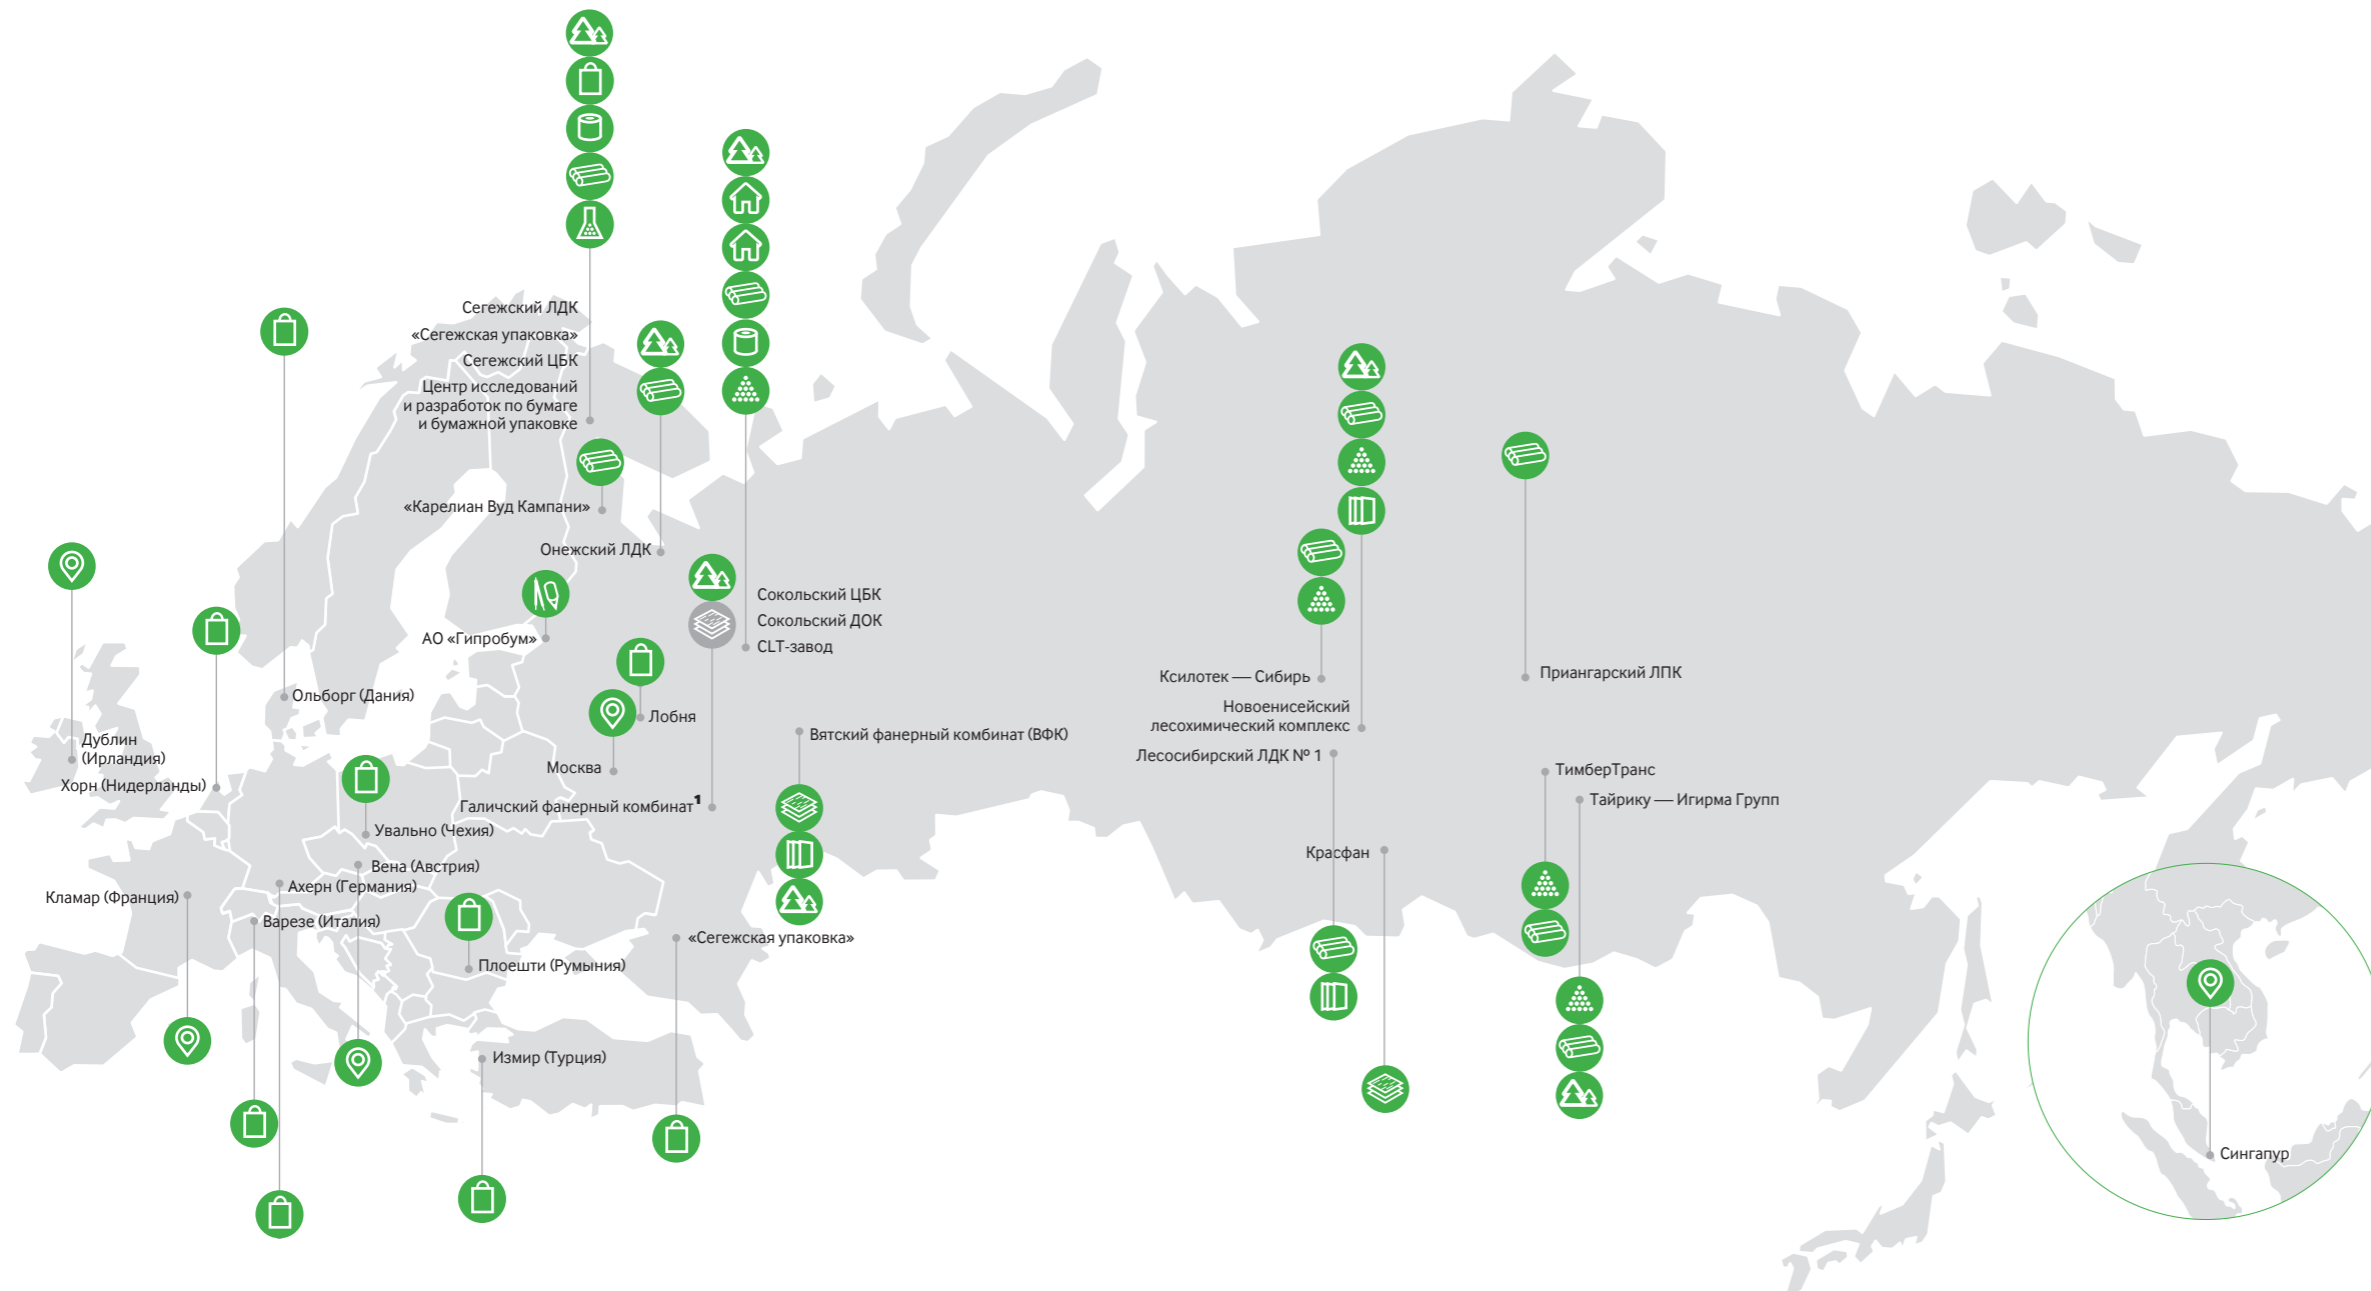 Сегежский ЛДК
«Сегежская упаковка»
Сегежский ЦБК
Центр исследований
и разработок по бумаге
и бумажной упаковке
«Карелиан Вуд Кампани»
Онежский ЛДК
АО «Гипробум»
Сокольский ЦБК
Сокольский ДОК
CLT-завод
Ольборг (Дания)
Лобня
Дублин
(Ирландия)
Москва
Хорн (Нидерланды)
Галичский фанерный комбинат1
Вятский фанерный комбинат (ВФК)
Увально (Чехия)
Вена (Австрия)
Ахерн (Германия)
Кламар (Франция)
Варезе (Италия)
«Сегежская упаковка»
Плоешти (Румыния)
Измир (Турция)
Ксилотек — Сибирь
Приангарский ЛПК
Новоенисейский
лесохимический комплекс
Лесосибирский ЛДК № 1
ТимберТранс
Тайрику — Игирма Групп
Красфан
Сингапур